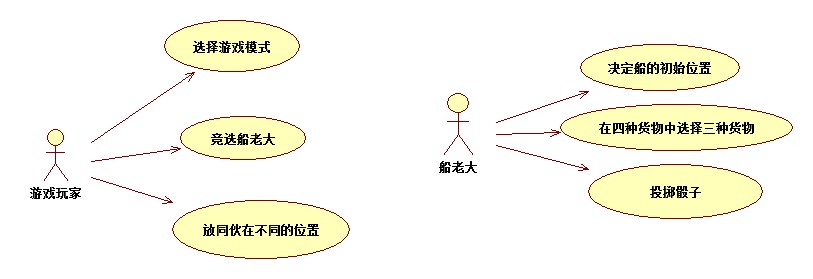 选择游戏模式
竞选船老大
放同伙在不同的位置
游戏玩家
决定船的初始位置
在四种货物中选择三种货物
投掷骰子
船老大